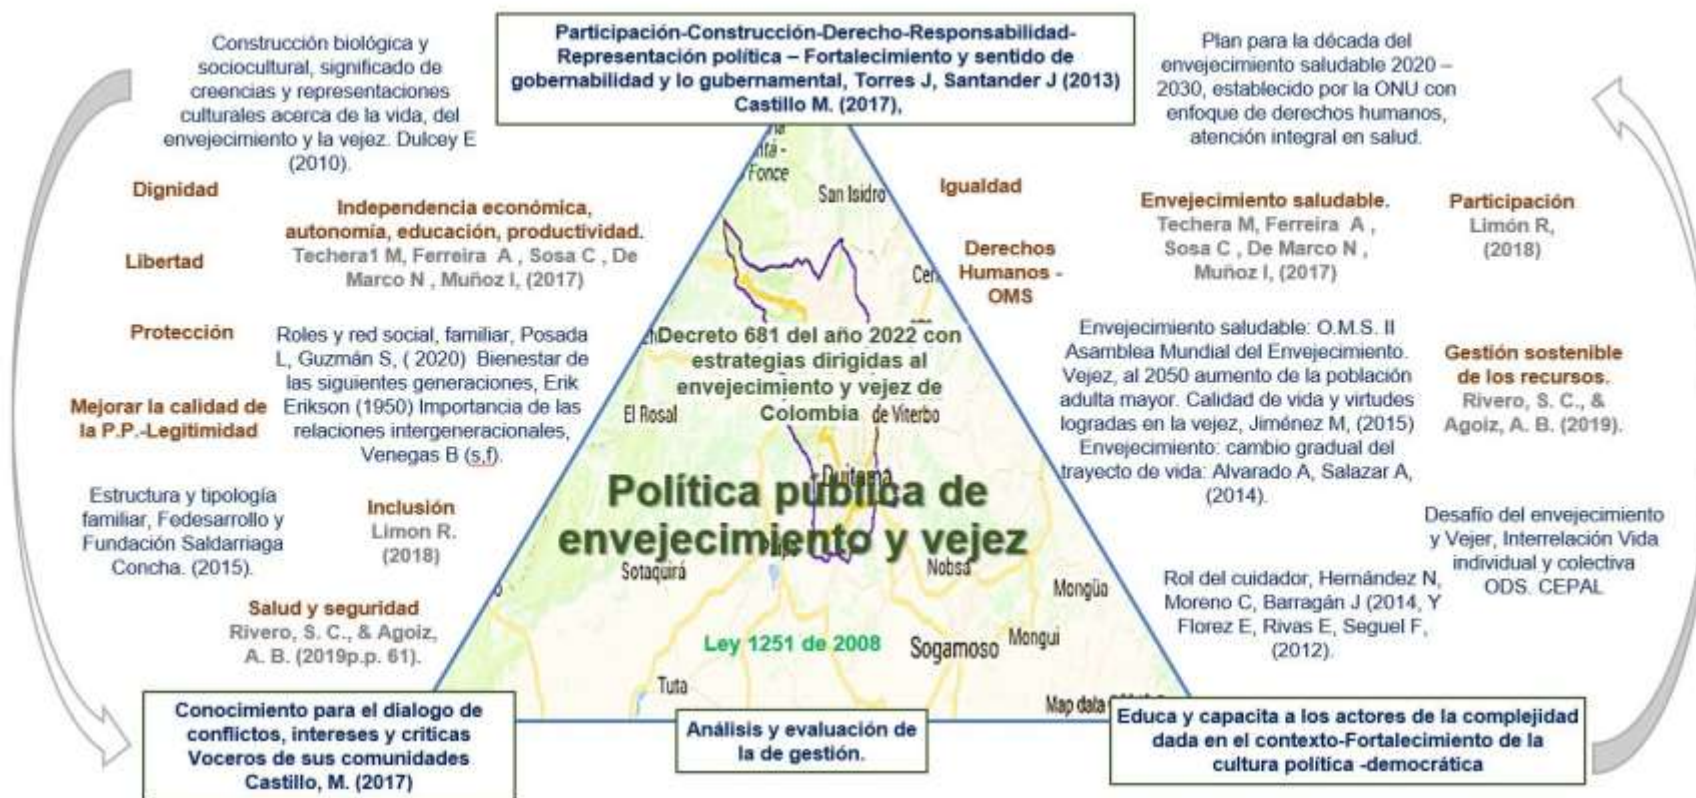 Participación-Construcción-Derecho-Responsabilidad-
Representación política – Fortalecimiento y sentido de
gobernabilidad y lo gubernamental, Torres J, Santander J (2013)
Castillo M. (2017),
Construcción biológica y
sociocultural, significado de
creencias y representaciones
culturales acerca de la vida, del
envejecimiento y la vejez. Dulcey E
(2010).
Plan para la década del
envejecimiento saludable 2020 –
2030, establecido por la ONU con
enfoque de derechos humanos,
atención integral en salud.
Dignidad
Libertad
Protección
Mejorar la calidad de
la P.P.-Legitimidad
Independencia económica,
autonomía, educación, productividad.
Techera1 M, Ferreira A , Sosa C , De
Marco N , Muñoz I, (2017)
Roles y red social, familiar, Posada
L, Guzmán S, ( 2020) Bienestar de
las siguientes generaciones, Erik
Erikson (1950) Importancia de las
relaciones intergeneracionales,
Venegas B (s,f).
Estructura y tipología
familiar, Fedesarrollo y
Fundación Saldarriaga
Concha. (2015).
Inclusión
Limon R.
(2018)
Salud y seguridad
Rivero, S. C., & Agoiz,
A. B. (2019p.p. 61).
Fonce
San Isidro
Decreto 681 del año 2022 con
estrategias dirigidas al
envejecimiento y vejez de
Colombia
El Rosal
de Viterbo
Duitama
Política pública de
envejecimiento y vejez
Sotaquirá
Nobsa
Mongüa
Ley 1251 de 2008
Sogamoso
Mongui
Tuta
Map data
Igualdad
Derechos
Humanos -
OMS
Envejecimiento saludable.
Techera M, Ferreira A ,
Sosa C , De Marco N ,
Muñoz I, (2017)
Participación
Limón R,
(2018)
Envejecimiento saludable: O.M.S. II
Asamblea Mundial del Envejecimiento.
Vejez, al 2050 aumento de la población
adulta mayor. Calidad de vida y virtudes
logradas en la vejez, Jiménez M, (2015)
Envejecimiento: cambio gradual del
trayecto de vida: Alvarado A, Salazar A,
(2014).
Gestión sostenible
de los recursos.
Rivero, S. C., &
Agoiz, A. B. (2019).
Desafío del envejecimiento
y Vejer, Interrelación Vida
individual y colectiva
ODS. CEPAL
Rol del cuidador, Hernández N,
Moreno C, Barragán J (2014, Y
Florez E, Rivas E, Seguel F,
(2012).
Conocimiento para el dialogo de
conflictos, intereses y criticas
Voceros de sus comunidades
Castillo, M. (2017)
Análisis y evaluación de
la de gestión.
Educa y capacita a los actores de la complejidad
dada en el contexto-Fortalecimiento de la
cultura política -democrática